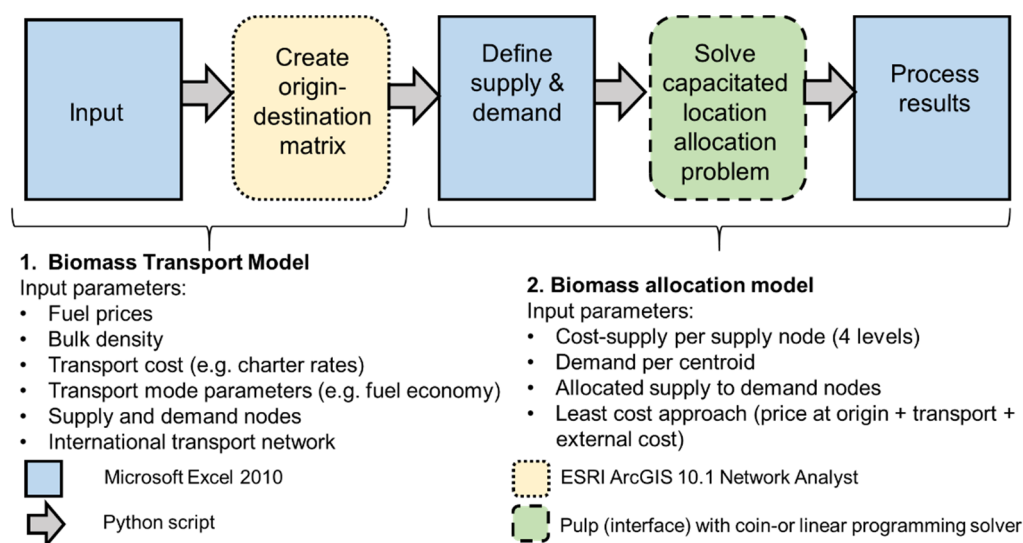 Input
Create
origin-
destination
matrix
Define
supply &
demand
Solve
capacitated
location
allocation
problem
Process
results
1. Biomass Transport Model
Input parameters:
• Fuel prices
• Bulk density
• Transport cost (e.g. charter rates)
• Transport mode parameters (e.g. fuel economy)
• Supply and demand nodes
• International transport network
2. Biomass allocation model
Input parameters:
• Cost-supply per supply node (4 levels)
• Demand per centroid
• Allocated supply to demand nodes
• Least cost approach (price at origin + transport +
external cost)
Microsoft Excel 2010
Python script
ESRI ArcGIS 10.1 Network Analyst
Pulp (interface) with coin-or linear programming solver